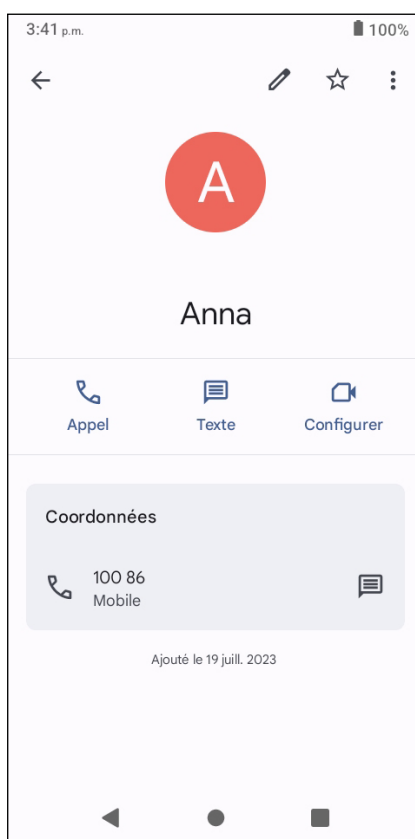 3:41 p.m. 100%
A
Anna
Appel Texte Configurer
Coordonnées
100 86
Mobile
Ajouté le 19 juill. 2023